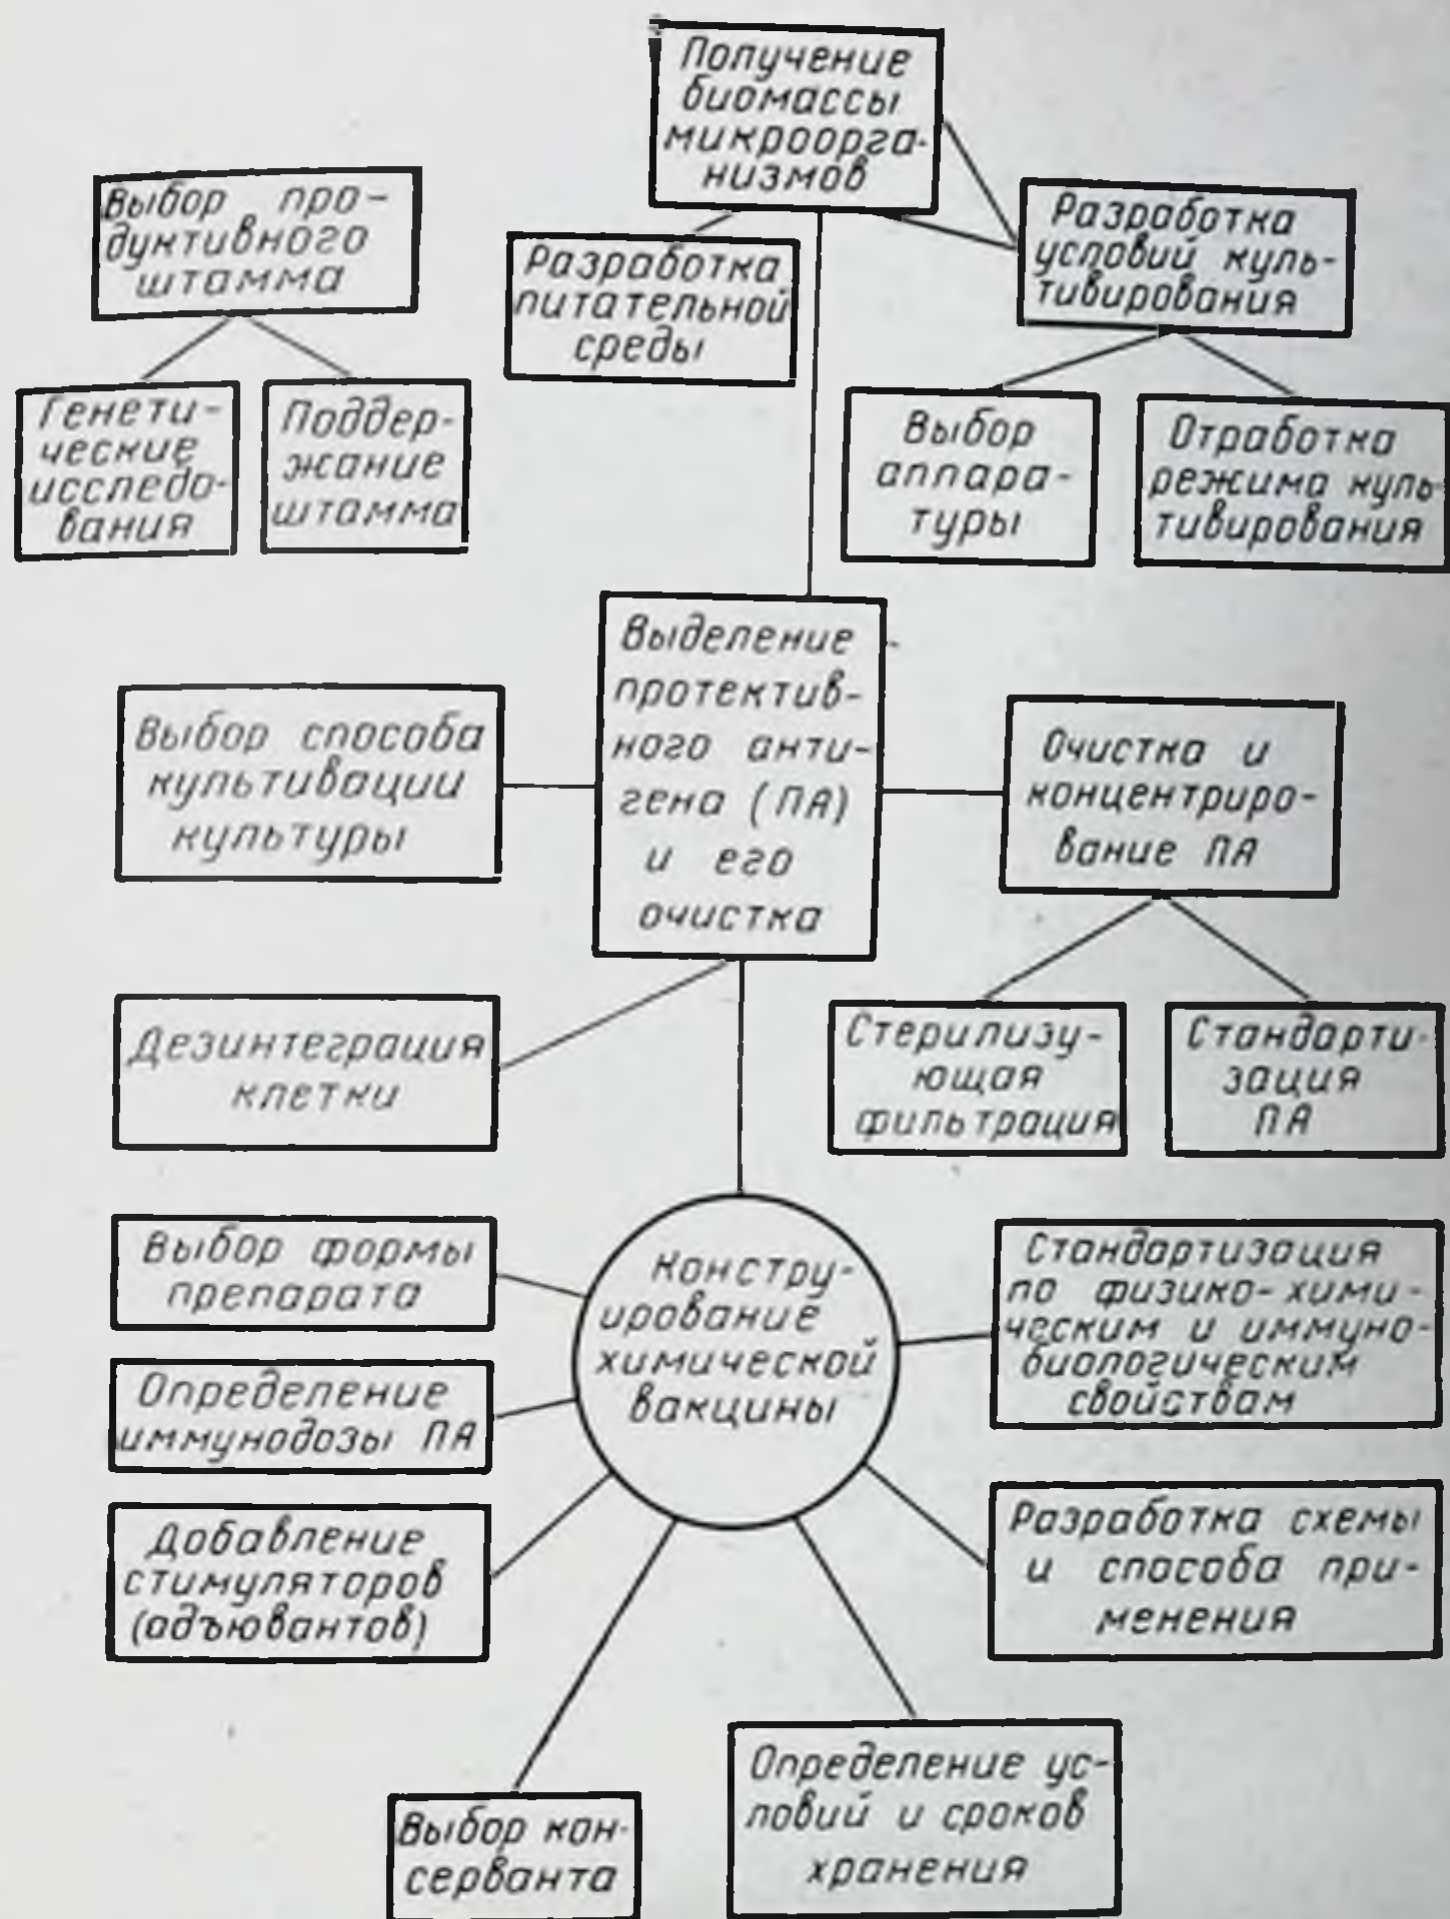 Получение
биомассы
микроорга-
низмов
Выбор про-
дуктивного
штамма
Разработка
питательной
среды
Разработка
условий куль-
тивирования
Генети-
ческие
исследо-
вания
Поддер-
жание
штамма
Выбор
аппара-
туры
Отработка
режима куль-
тивирования
Выделение
протектив-
ного анти-
гена (ПА)
и его
очистка
Выбор способа
культивации
культуры
Очистка и
концентриро-
вание ПА
Дезинтеграция
клетки
Стерилизу-
ющая
фильтрация
Стандарти-
зация
ПА
Констру-
ирование
химической
вакцины
Выбор формы
препарата
Определение
иммунодозы ПА
Добавление
стимуляторов
(адъювантов)
Стандартизация
по физико-хими-
ческим и иммуно-
биологическим
свойствам
Разработка схемы
и способа при-
менения
Выбор кон-
серванта
Определение ус-
ловий и сроков
хранения